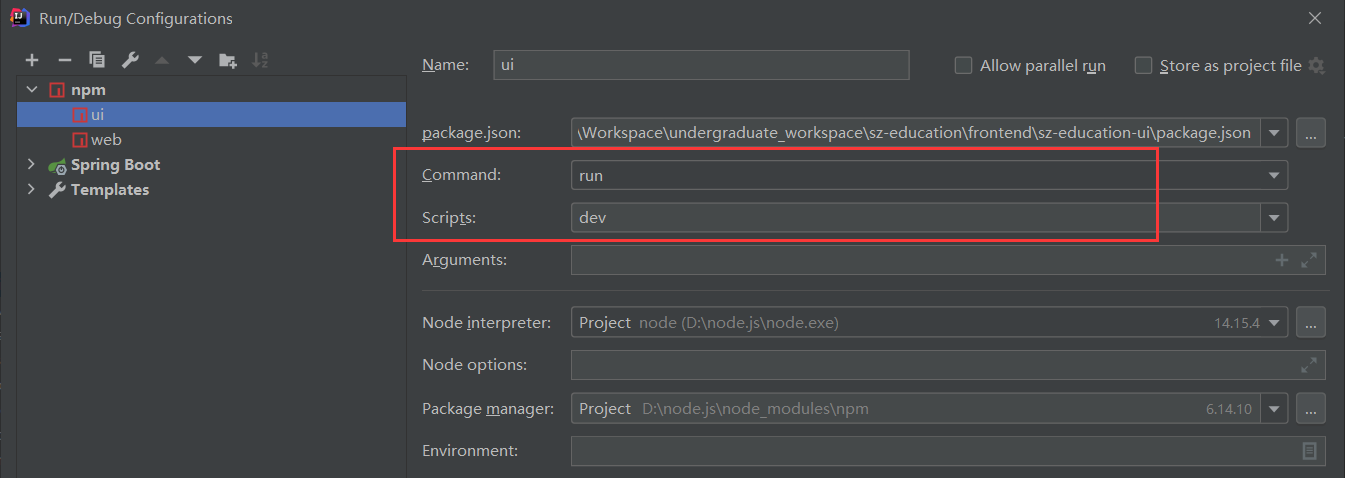 Run/Debug Configurations
Name: ui
Allow parallel run
Store as project file
npm
ui
web
Spring Boot
Templates
package.json: \Workspace\undergraduate_workspace\sz-education\frontend\sz-education-ui\package.json
Command: run
Scripts: dev
Arguments:
Node interpreter: Project node (D:\node.js\node.exe) 14.15.4
Node options:
Package manager: Project D:\node.js\node_modules\npm 6.14.10
Environment: